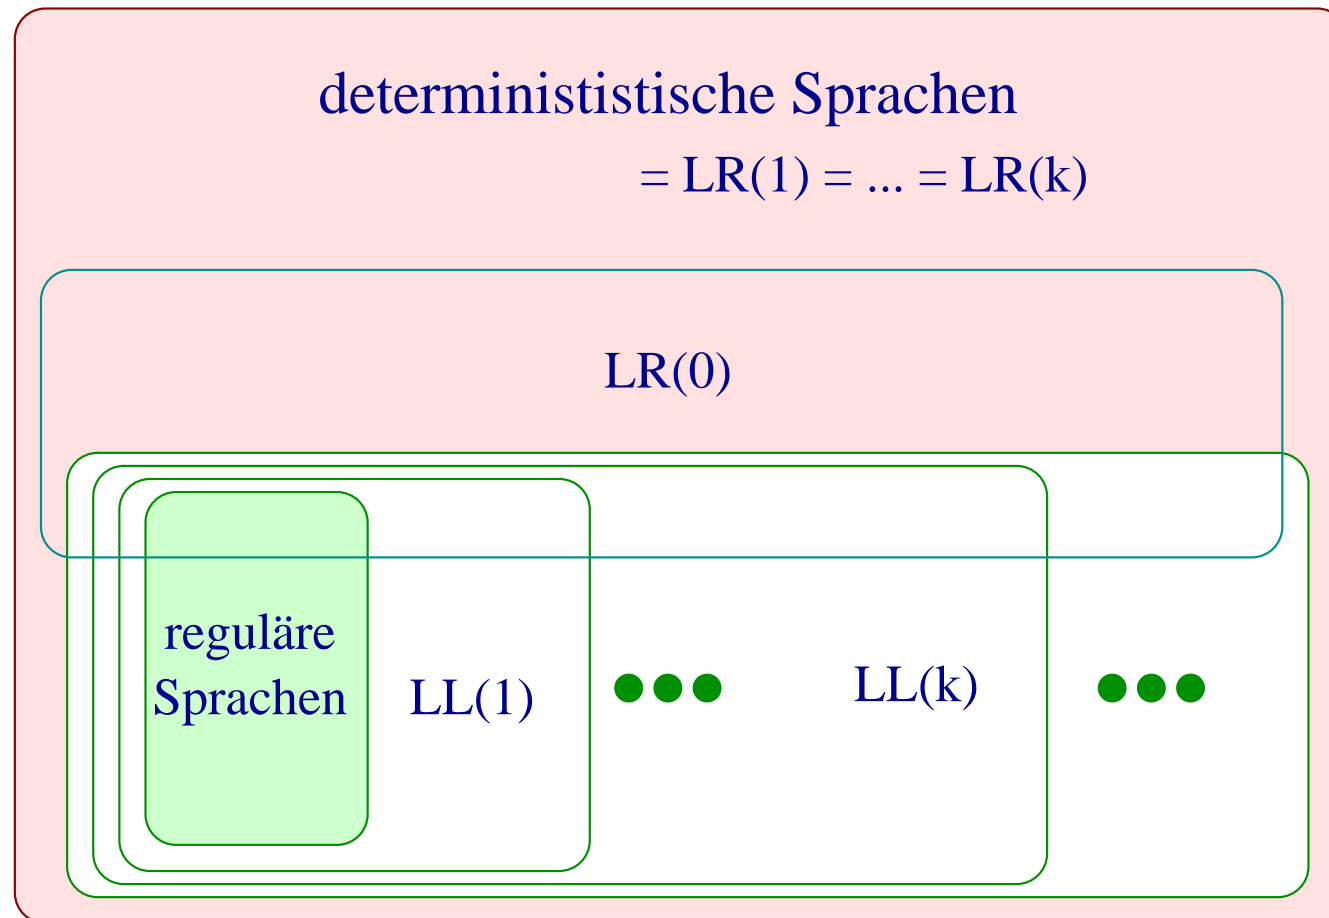 determinististische Sprachen
= LR(1) = ... = LR(k)
LR(0)
reguläre
Sprachen
LL(1)
LL(k)